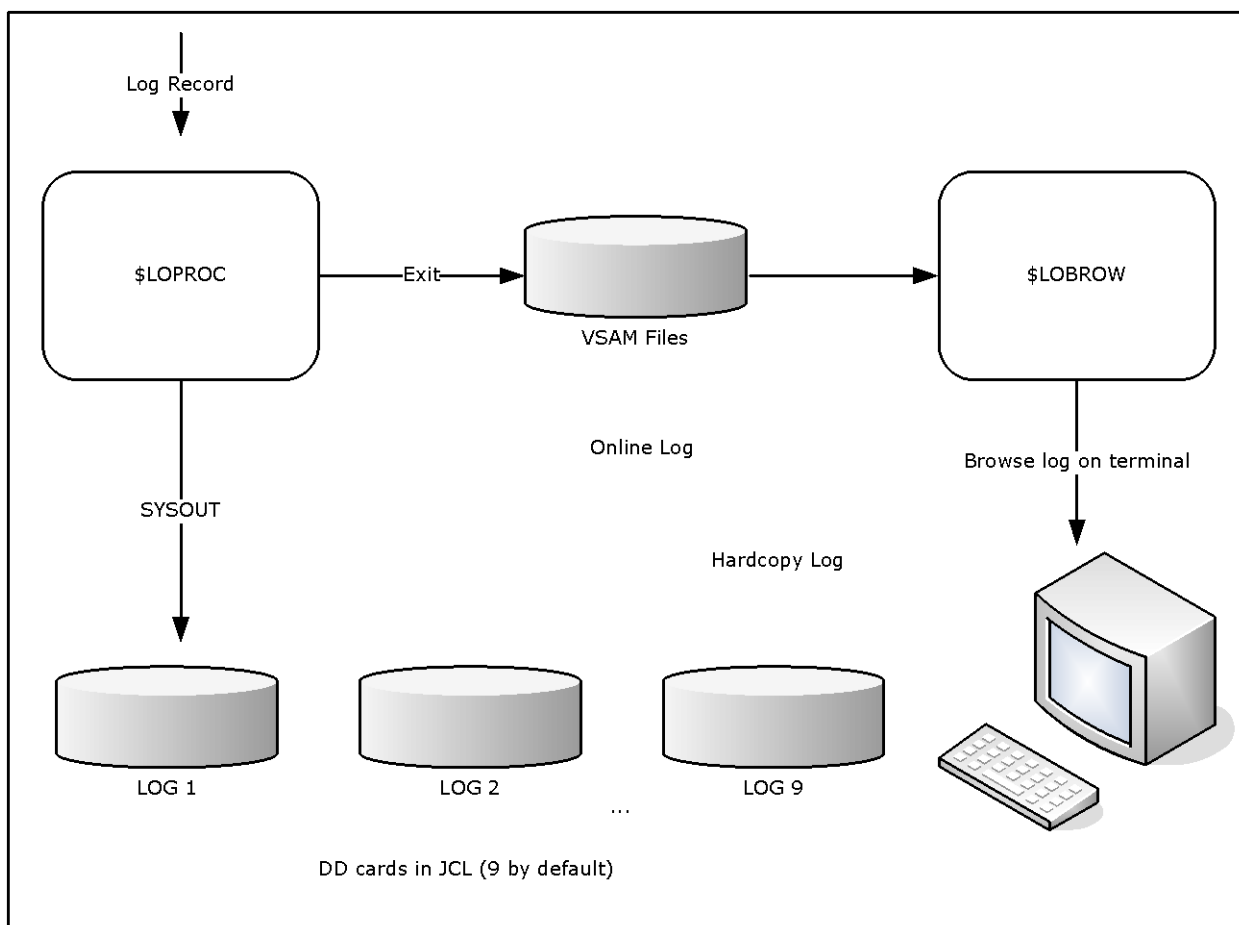 Log Record
$LOPROC
Exit
VSAM Files
$LOBROW
Online Log
Browse log on terminal
SYSOUT
Hardcopy Log
LOG 1
LOG 2
...
LOG 9
DD cards in JCL (9 by default)